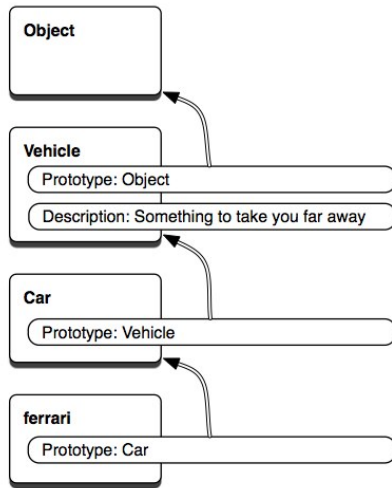 Object
Vehicle
Prototype: Object
Description: Something to take you far away
Car
Prototype: Vehicle
ferrari
Prototype: Car